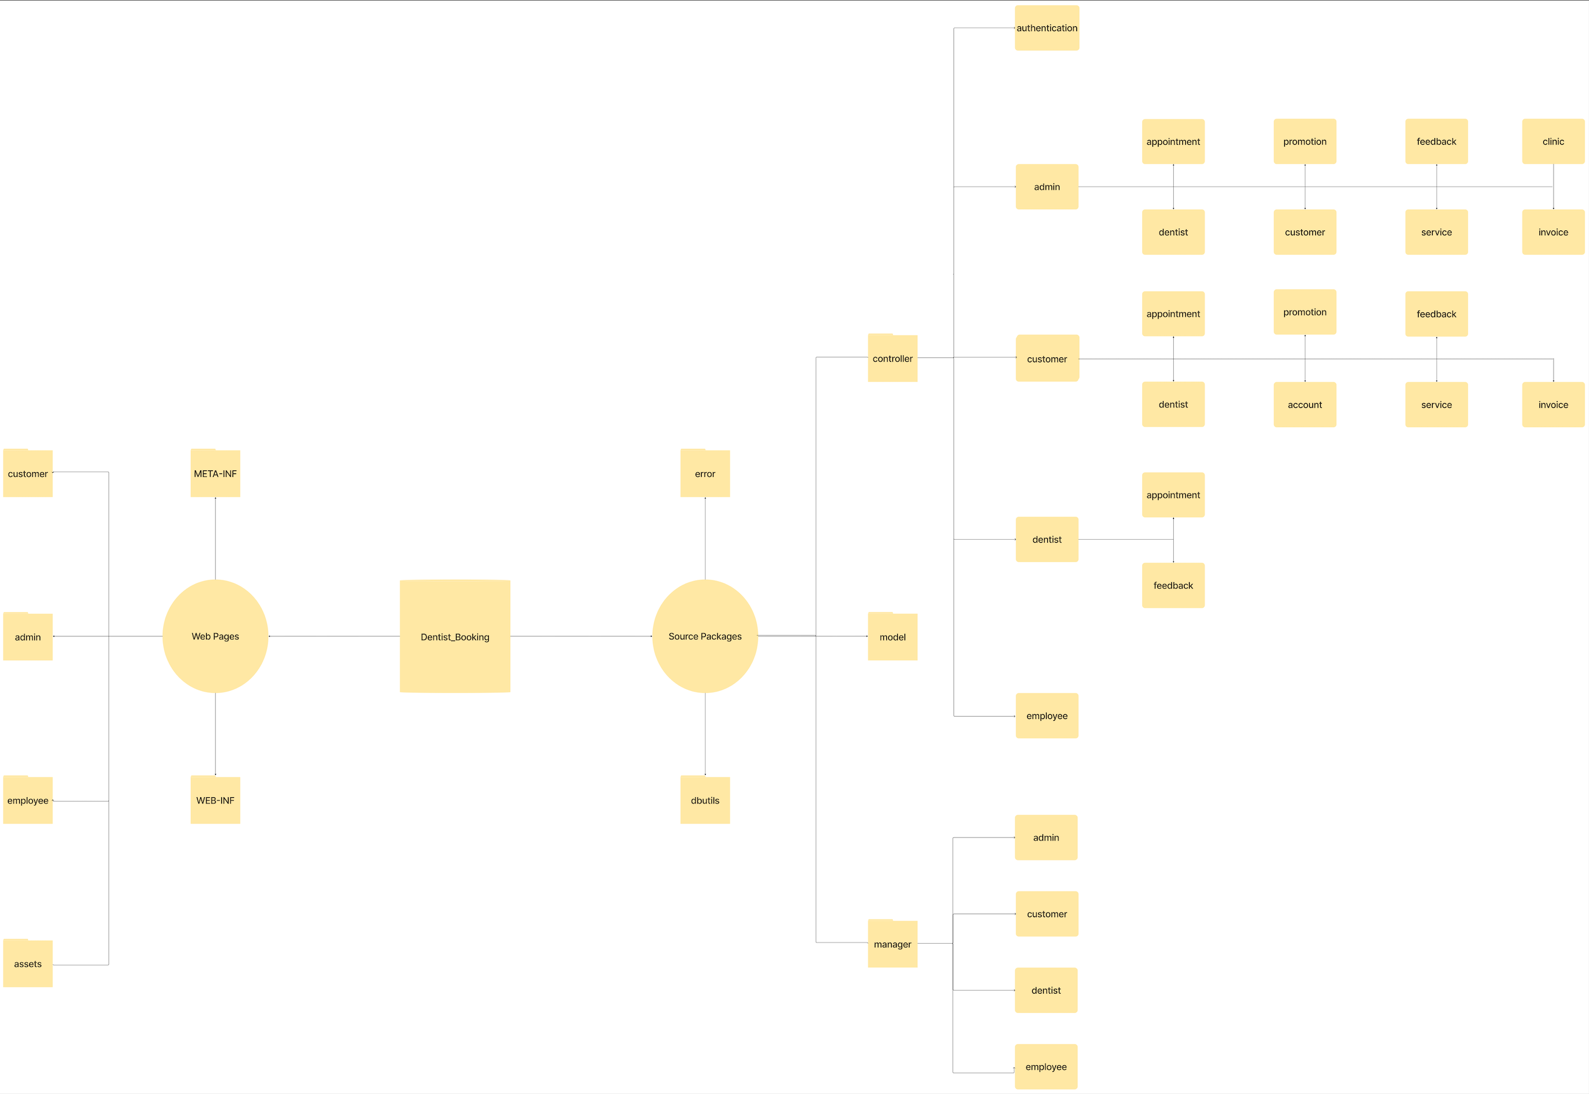 authentication
appointment
promotion
feedback
clinic
admin
dentist
customer
service
invoice
appointment
promotion
feedback
controller
customer
dentist
account
service
invoice
customer
META-INF
error
appointment
dentist
feedback
admin
Web Pages
Dentist_Booking
Source Packages
model
employee
employee
WEB-INF
dbutils
admin
customer
manager
assets
dentist
employee